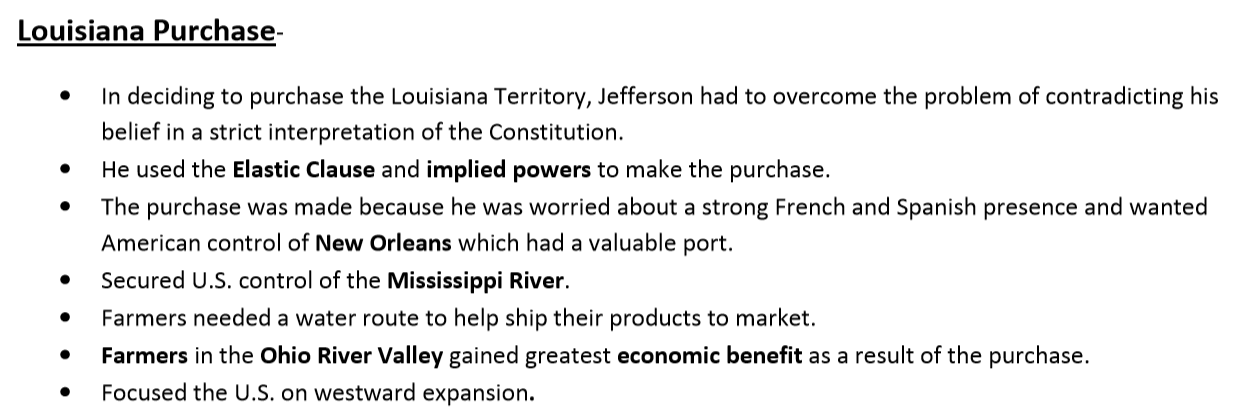 Louisiana Purchase-
• In deciding to purchase the Louisiana Territory, Jefferson had to overcome the problem of contradicting his
belief in a strict interpretation of the Constitution.
• He used the Elastic Clause and implied powers to make the purchase.
• The purchase was made because he was worried about a strong French and Spanish presence and wanted
American control of New Orleans which had a valuable port.
• Secured U.S. control of the Mississippi River.
• Farmers needed a water route to help ship their products to market.
• Farmers in the Ohio River Valley gained greatest economic benefit as a result of the purchase.
• Focused the U.S. on westward expansion.